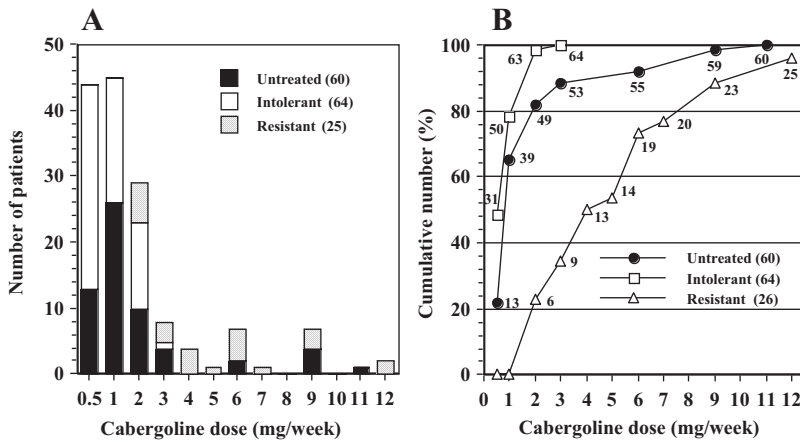 A
50
40
30
20
10
0
Number of patients
Untreated (60)
Intolerant (64)
Resistant (25)
0.5 1 2 3 4 5 6 7 8 9 10 11 12
Cabergoline dose (mg/week)
B
100
80
60
40
20
0
Cumulative number (%)
63 64
59 60 25
50 53 55 23
49
39 20
19
31
14
13
9
13 6
Untreated (60)
Intolerant (64)
Resistant (26)
0 1 2 3 4 5 6 7 8 9 10 11 12
Cabergoline dose (mg/week)